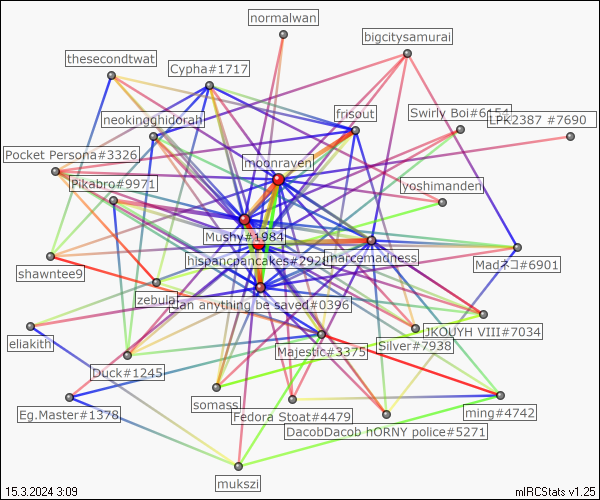 normalwan
bigcitysamurai
thesecondtwat
Cypha#1717
neokingghidorah
frisout
Swirly Boi#6154
LPK2387 #7690
Pocket Persona#3326
moonraven
Pikabro#9971
yoshimanden
Mushy#1984
hispancpancakes#2928
marcemadness
Madネコ#6901
shawntee9
zebula
Can anything be saved#0396
JKOUYH VIII#7034
eliakith
Majestic#3375
Silver#7938
Duck#1245
somass
Eg.Master#1378
Fedora Stoat#4479
ming#4742
DacobDacob hORNY police#5271
mukszi
15.3.2024 3:09
mIRCStats v1.25